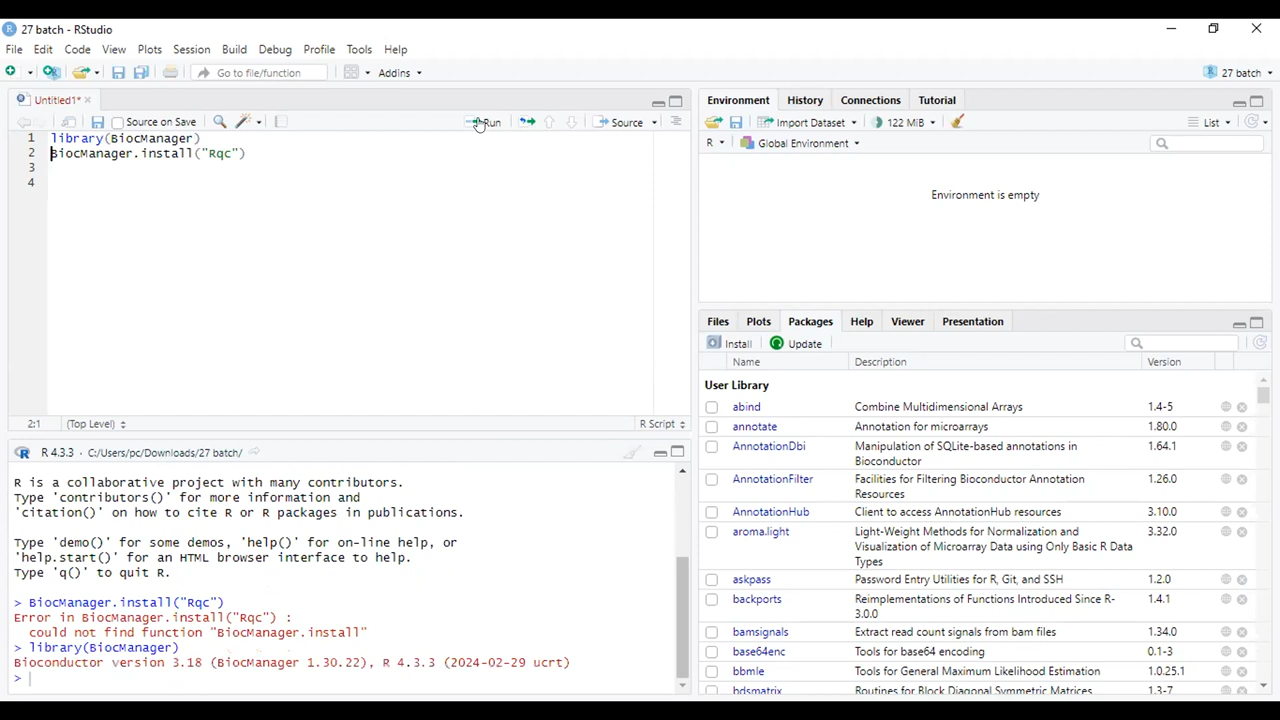 27 batch - RStudio
File Edit Code View Plots Session Build Debug Profile Tools Help
Go to file/function Addins 27 batch
Untitled1*
Source on Save Run Source
1 library(BiocManager)
2 BiocManager.install("Rqc")
3
4
2:1 (Top Level) R Script
R 4.3.3 · C:/Users/pc/Downloads/27 batch/
R is a collaborative project with many contributors.
Type 'contributors()' for more information and
'citation()' on how to cite R or R packages in publications.
Type 'demo()' for some demos, 'help()' for on-line help, or
'help.start()' for an HTML browser interface to help.
Type 'q()' to quit R.
> BiocManager.install("Rqc")
Error in BiocManager.install("Rqc") :
could not find function "BiocManager.install"
> library(BiocManager)
Bioconductor version 3.18 (BiocManager 1.30.22), R 4.3.3 (2024-02-29 ucrt)
>
Environment History Connections Tutorial
Import Dataset 122 MiB List
R Global Environment
Environment is empty
Files Plots Packages Help Viewer Presentation
Install Update
Name Description Version
User Library
abind Combine Multidimensional Arrays 1.4-5
annotate Annotation for microarrays 1.80.0
AnnotationDbi Manipulation of SQLite-based annotations in 1.64.1
Bioconductor
AnnotationFilter Facilities for Filtering Bioconductor Annotation 1.26.0
Resources
AnnotationHub Client to access AnnotationHub resources 3.10.0
aroma.light Light-Weight Methods for Normalization and 3.32.0
Visualization of Microarray Data using Only Basic R Data
Types
askpass Password Entry Utilities for R, Git, and SSH 1.2.0
backports Reimplementations of Functions Introduced Since R- 1.4.1
3.0.0
bamsignals Extract read count signals from bam files 1.34.0
base64enc Tools for base64 encoding 0.1-3
bbmle Tools for General Maximum Likelihood Estimation 1.0.25.1
bdsmatrix Routines for Block Diagonal Symmetric Matrices 1.3-7